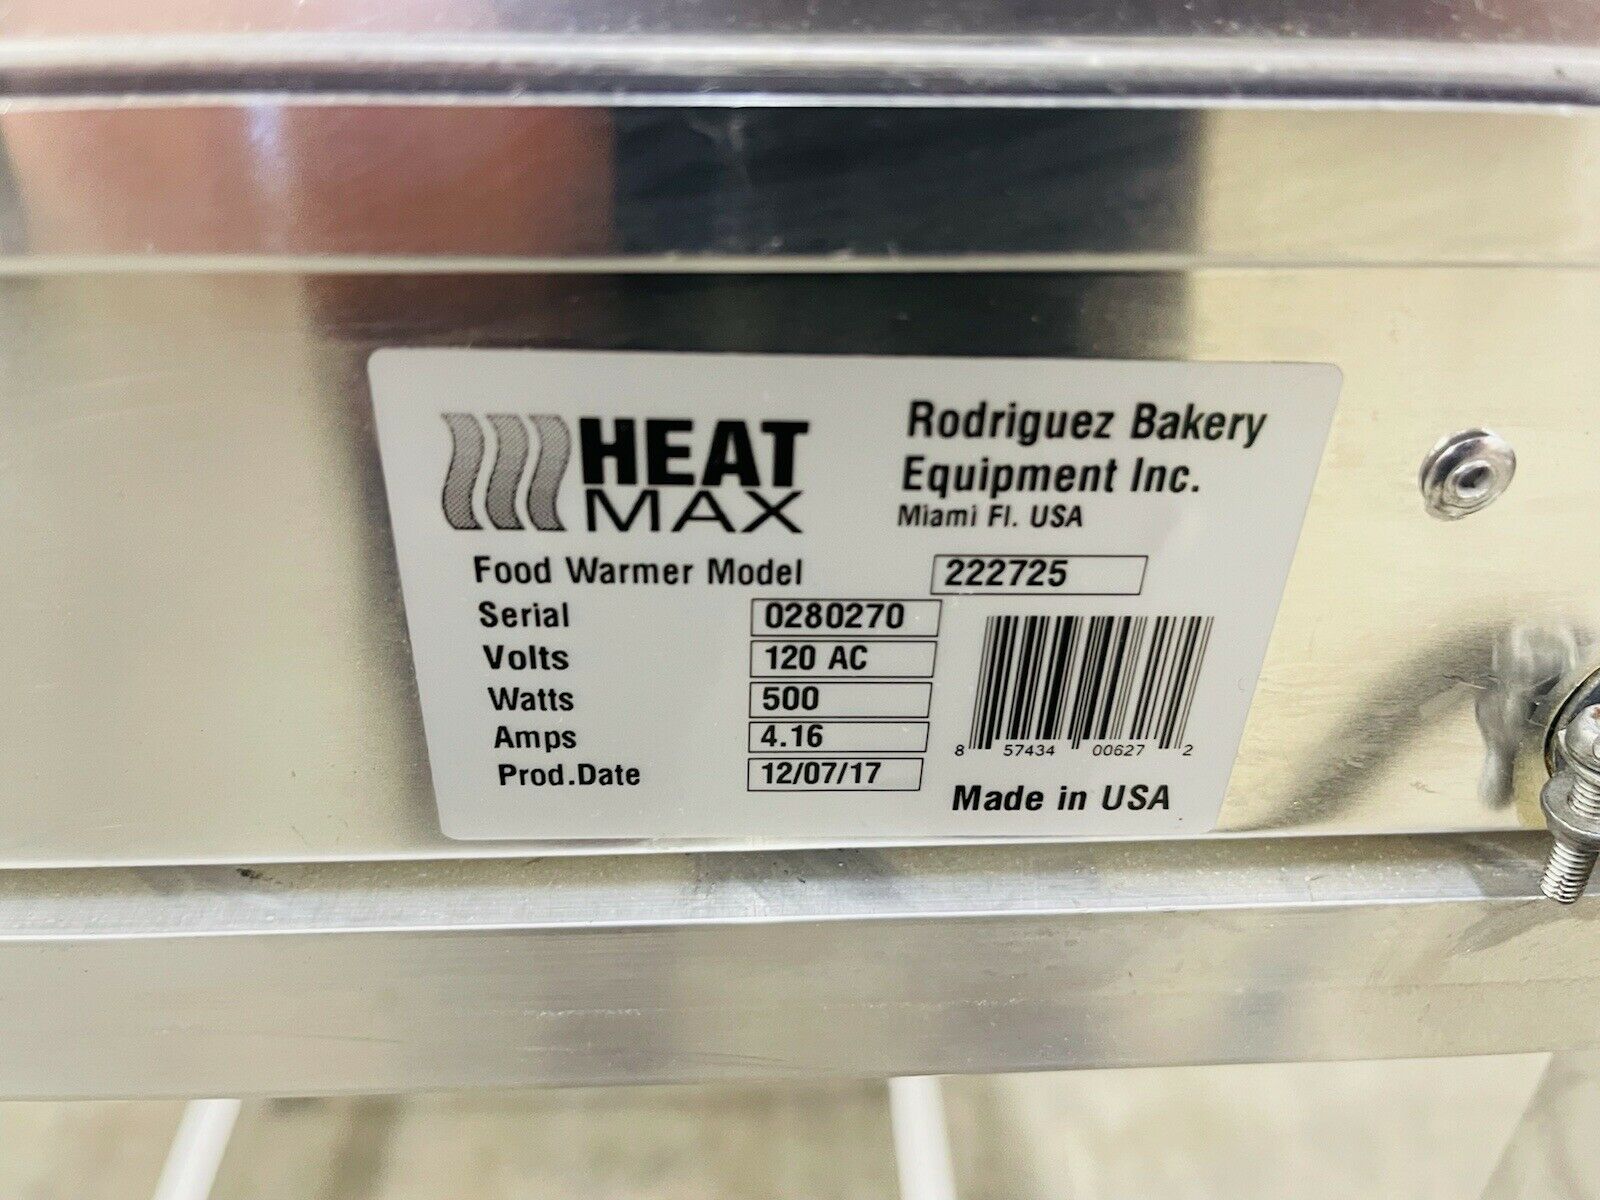 HEAT
MAX
Rodriguez Bakery
Equipment Inc.
Miami Fl. USA
Food Warmer Model 222725
Serial 0280270
Volts 120 AC
Watts 500
Amps 4.16
Prod.Date 12/07/17
8 57434 00627 2
Made in USA